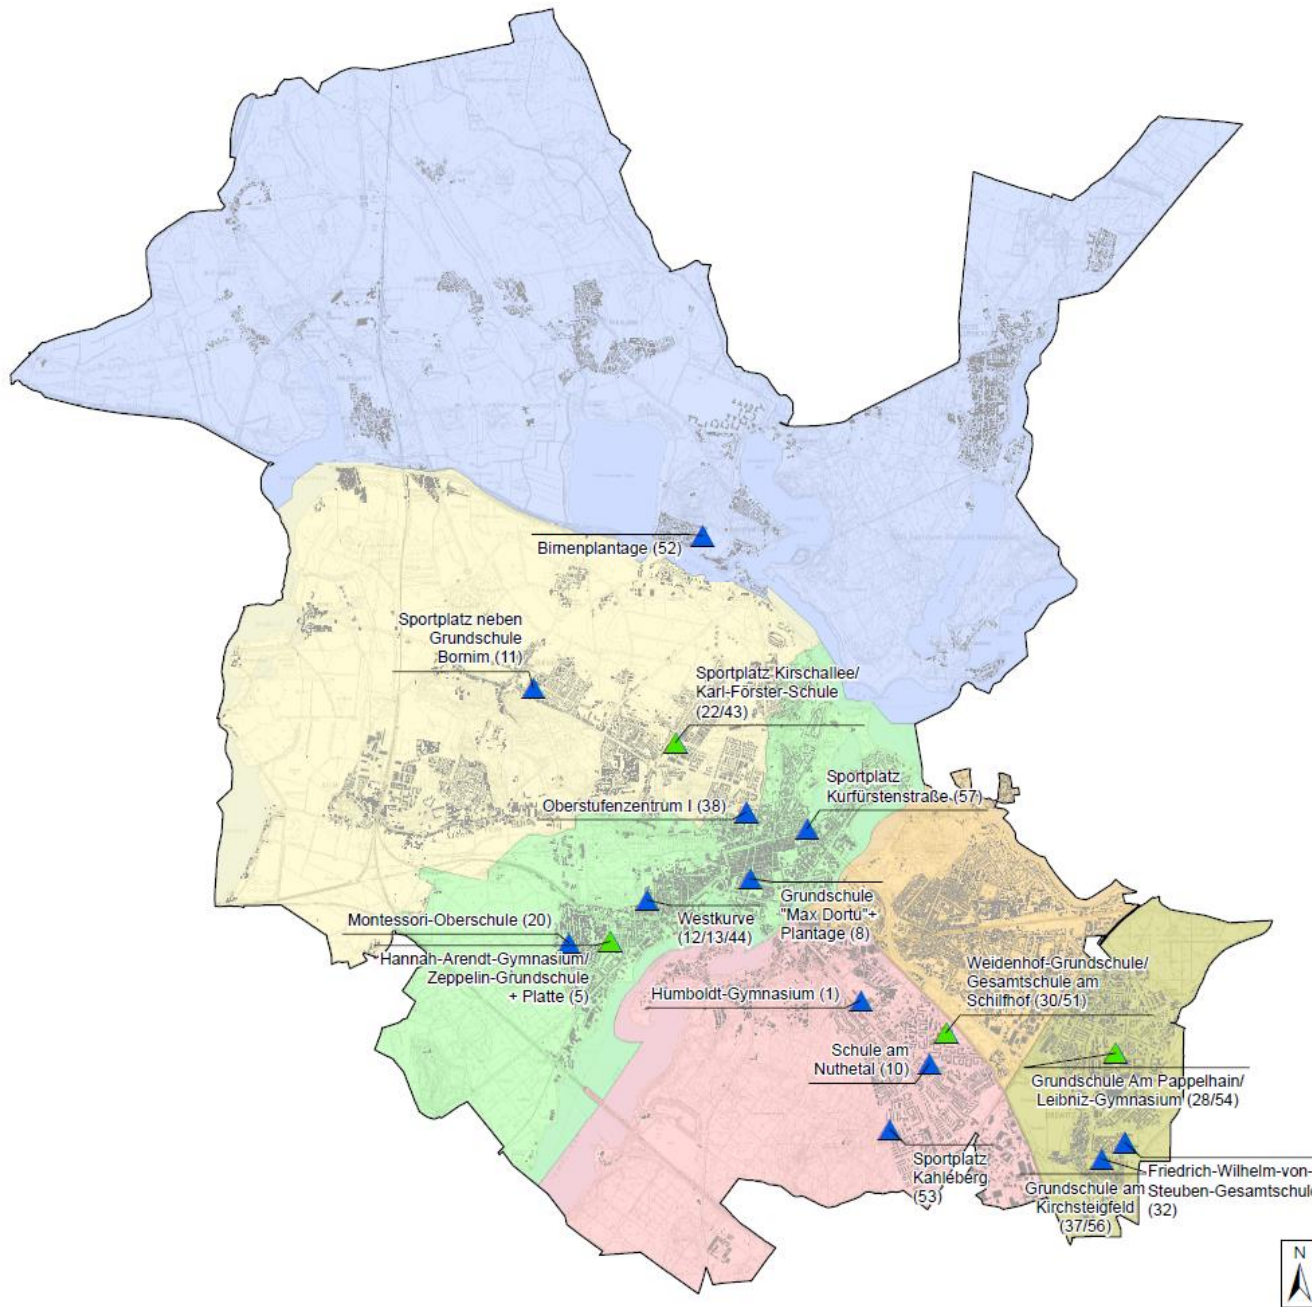 Birnenplantage (52)
Sportplatz neben
Grundschule
Bornim (11)
Sportplatz Kirschallee/
Karl-Förster-Schule
(22/43)
Sportplatz
Kurfürstenstraße (57)
Oberstufenzentrum I (38)
Grundschule
"Max Dortu"+
Plantage (8)
Westkurve
(12/13/44)
Montessori-Oberschule (20)
Hannah-Arendt-Gymnasium/
Zeppelin-Grundschule
+ Platte (5)
Weidenhof-Grundschule/
Gesamtschule am
Schilfhof (30/51)
Humboldt-Gymnasium (1)
Schule am
Nuthetal (10)
Grundschule Am Pappelhain/
Leibniz-Gymnasium (28/54)
Sportplatz
Kahleberg
(53)
Grundschule am
Kirchsteigfeld
(37/56)
Friedrich-Wilhelm-von-
Steuben-Gesamtschule
(32)
N